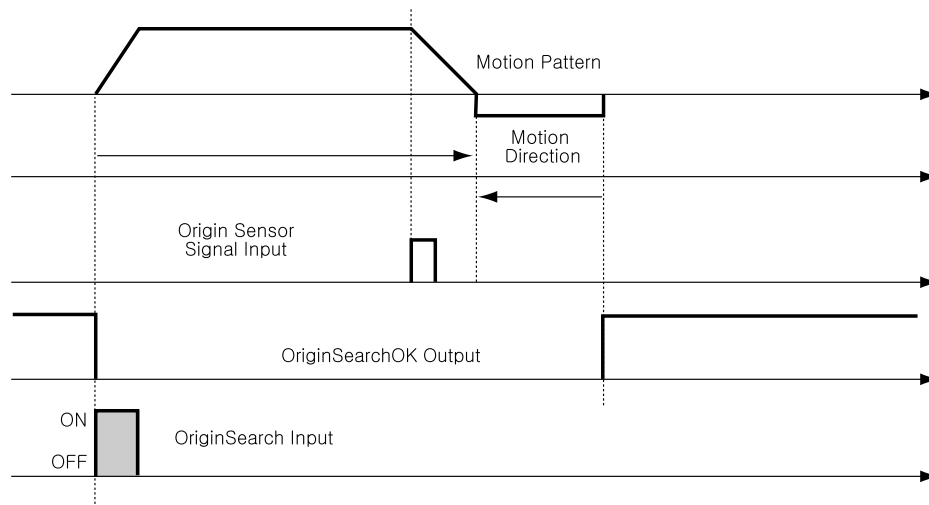 Motion Pattern
Motion
Direction
Origin Sensor
Signal Input
OriginSearchOK Output
ON
OriginSearch Input
OFF